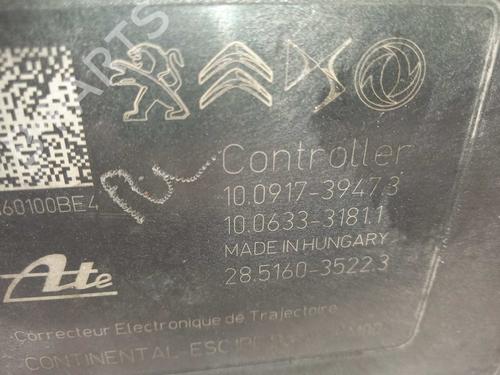 Controller
10.0917-3947.3
60100BE4
10.0633-3181.1
MADE IN HUNGARY
28.5160-3522.3
Ate
Correcteur Electronique de Trajectoire
CONTINENTAL-ESC